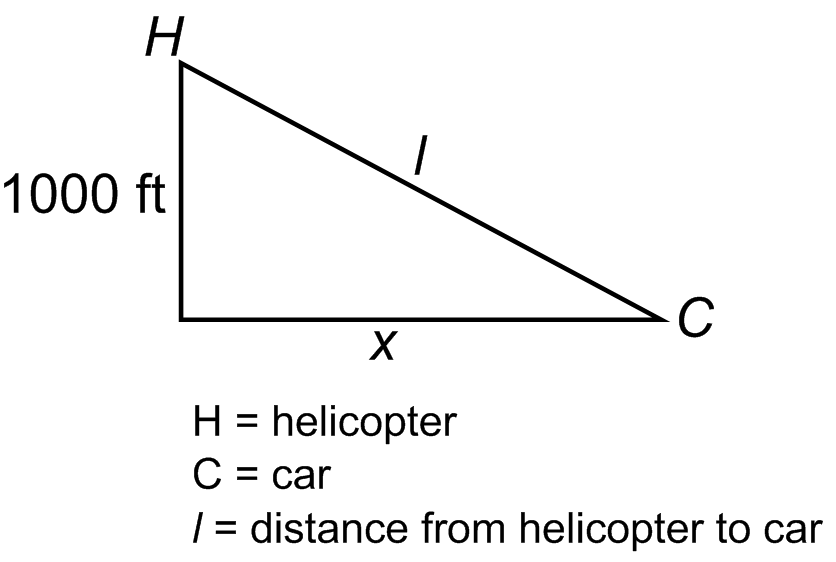 H
l
1000 ft
C
x
H = helicopter
C = car
l = distance from helicopter to car